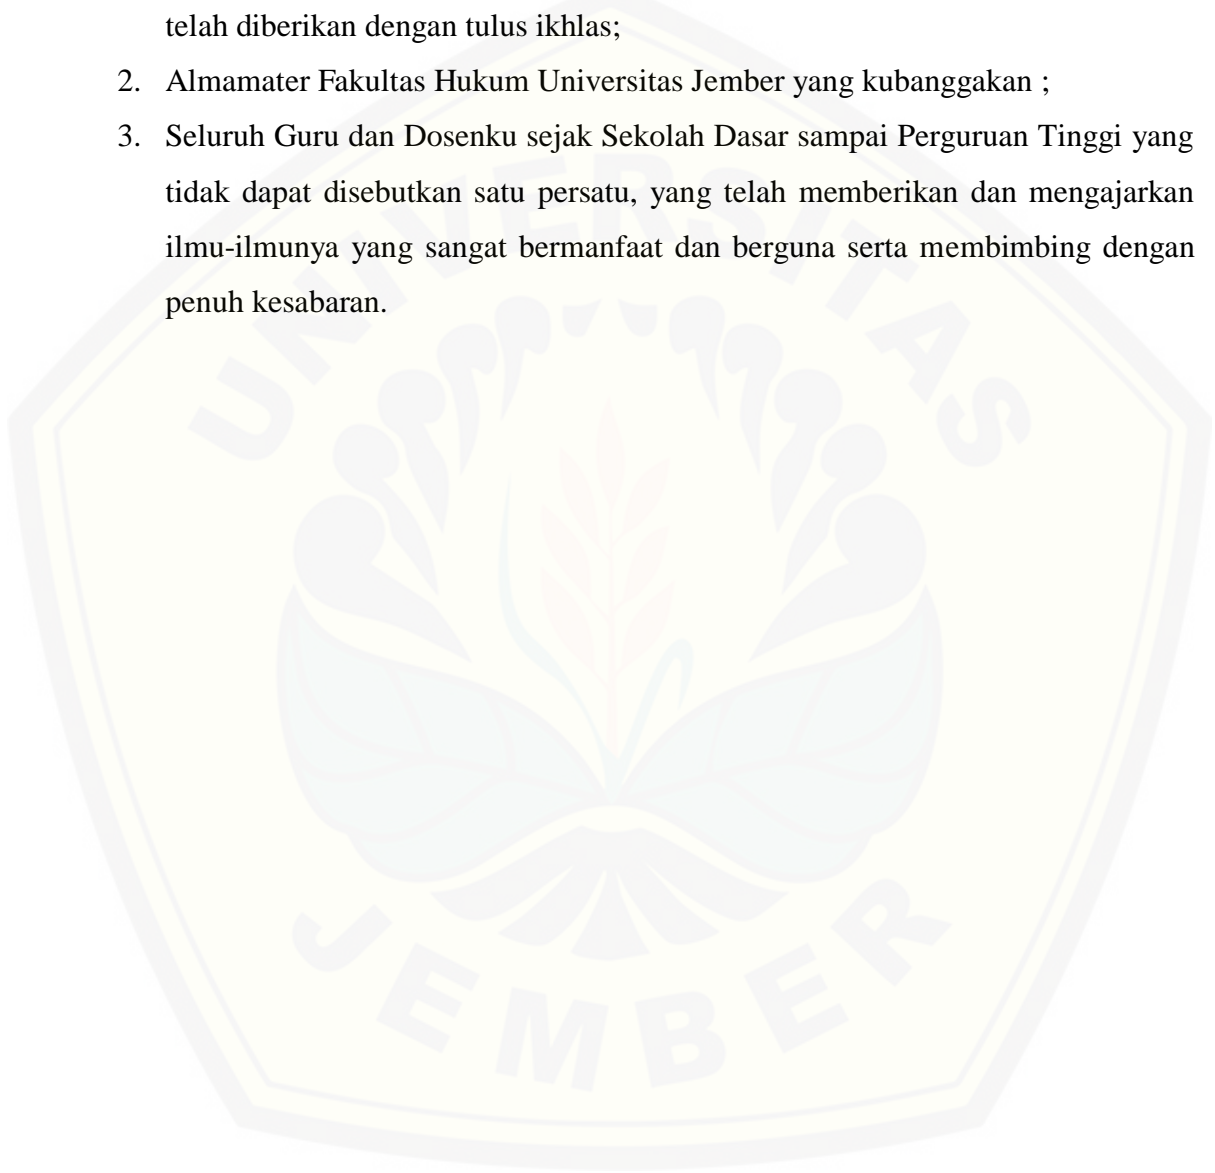 telah diberikan dengan tulus ikhlas;
2. Almamater Fakultas Hukum Universitas Jember yang kubanggakan ;
3. Seluruh Guru dan Dosenku sejak Sekolah Dasar sampai Perguruan Tinggi yang
tidak dapat disebutkan satu persatu, yang telah memberikan dan mengajarkan
ilmu-ilmunya yang sangat bermanfaat dan berguna serta membimbing dengan
penuh kesabaran.
UNIVERSITAS
JEMBER